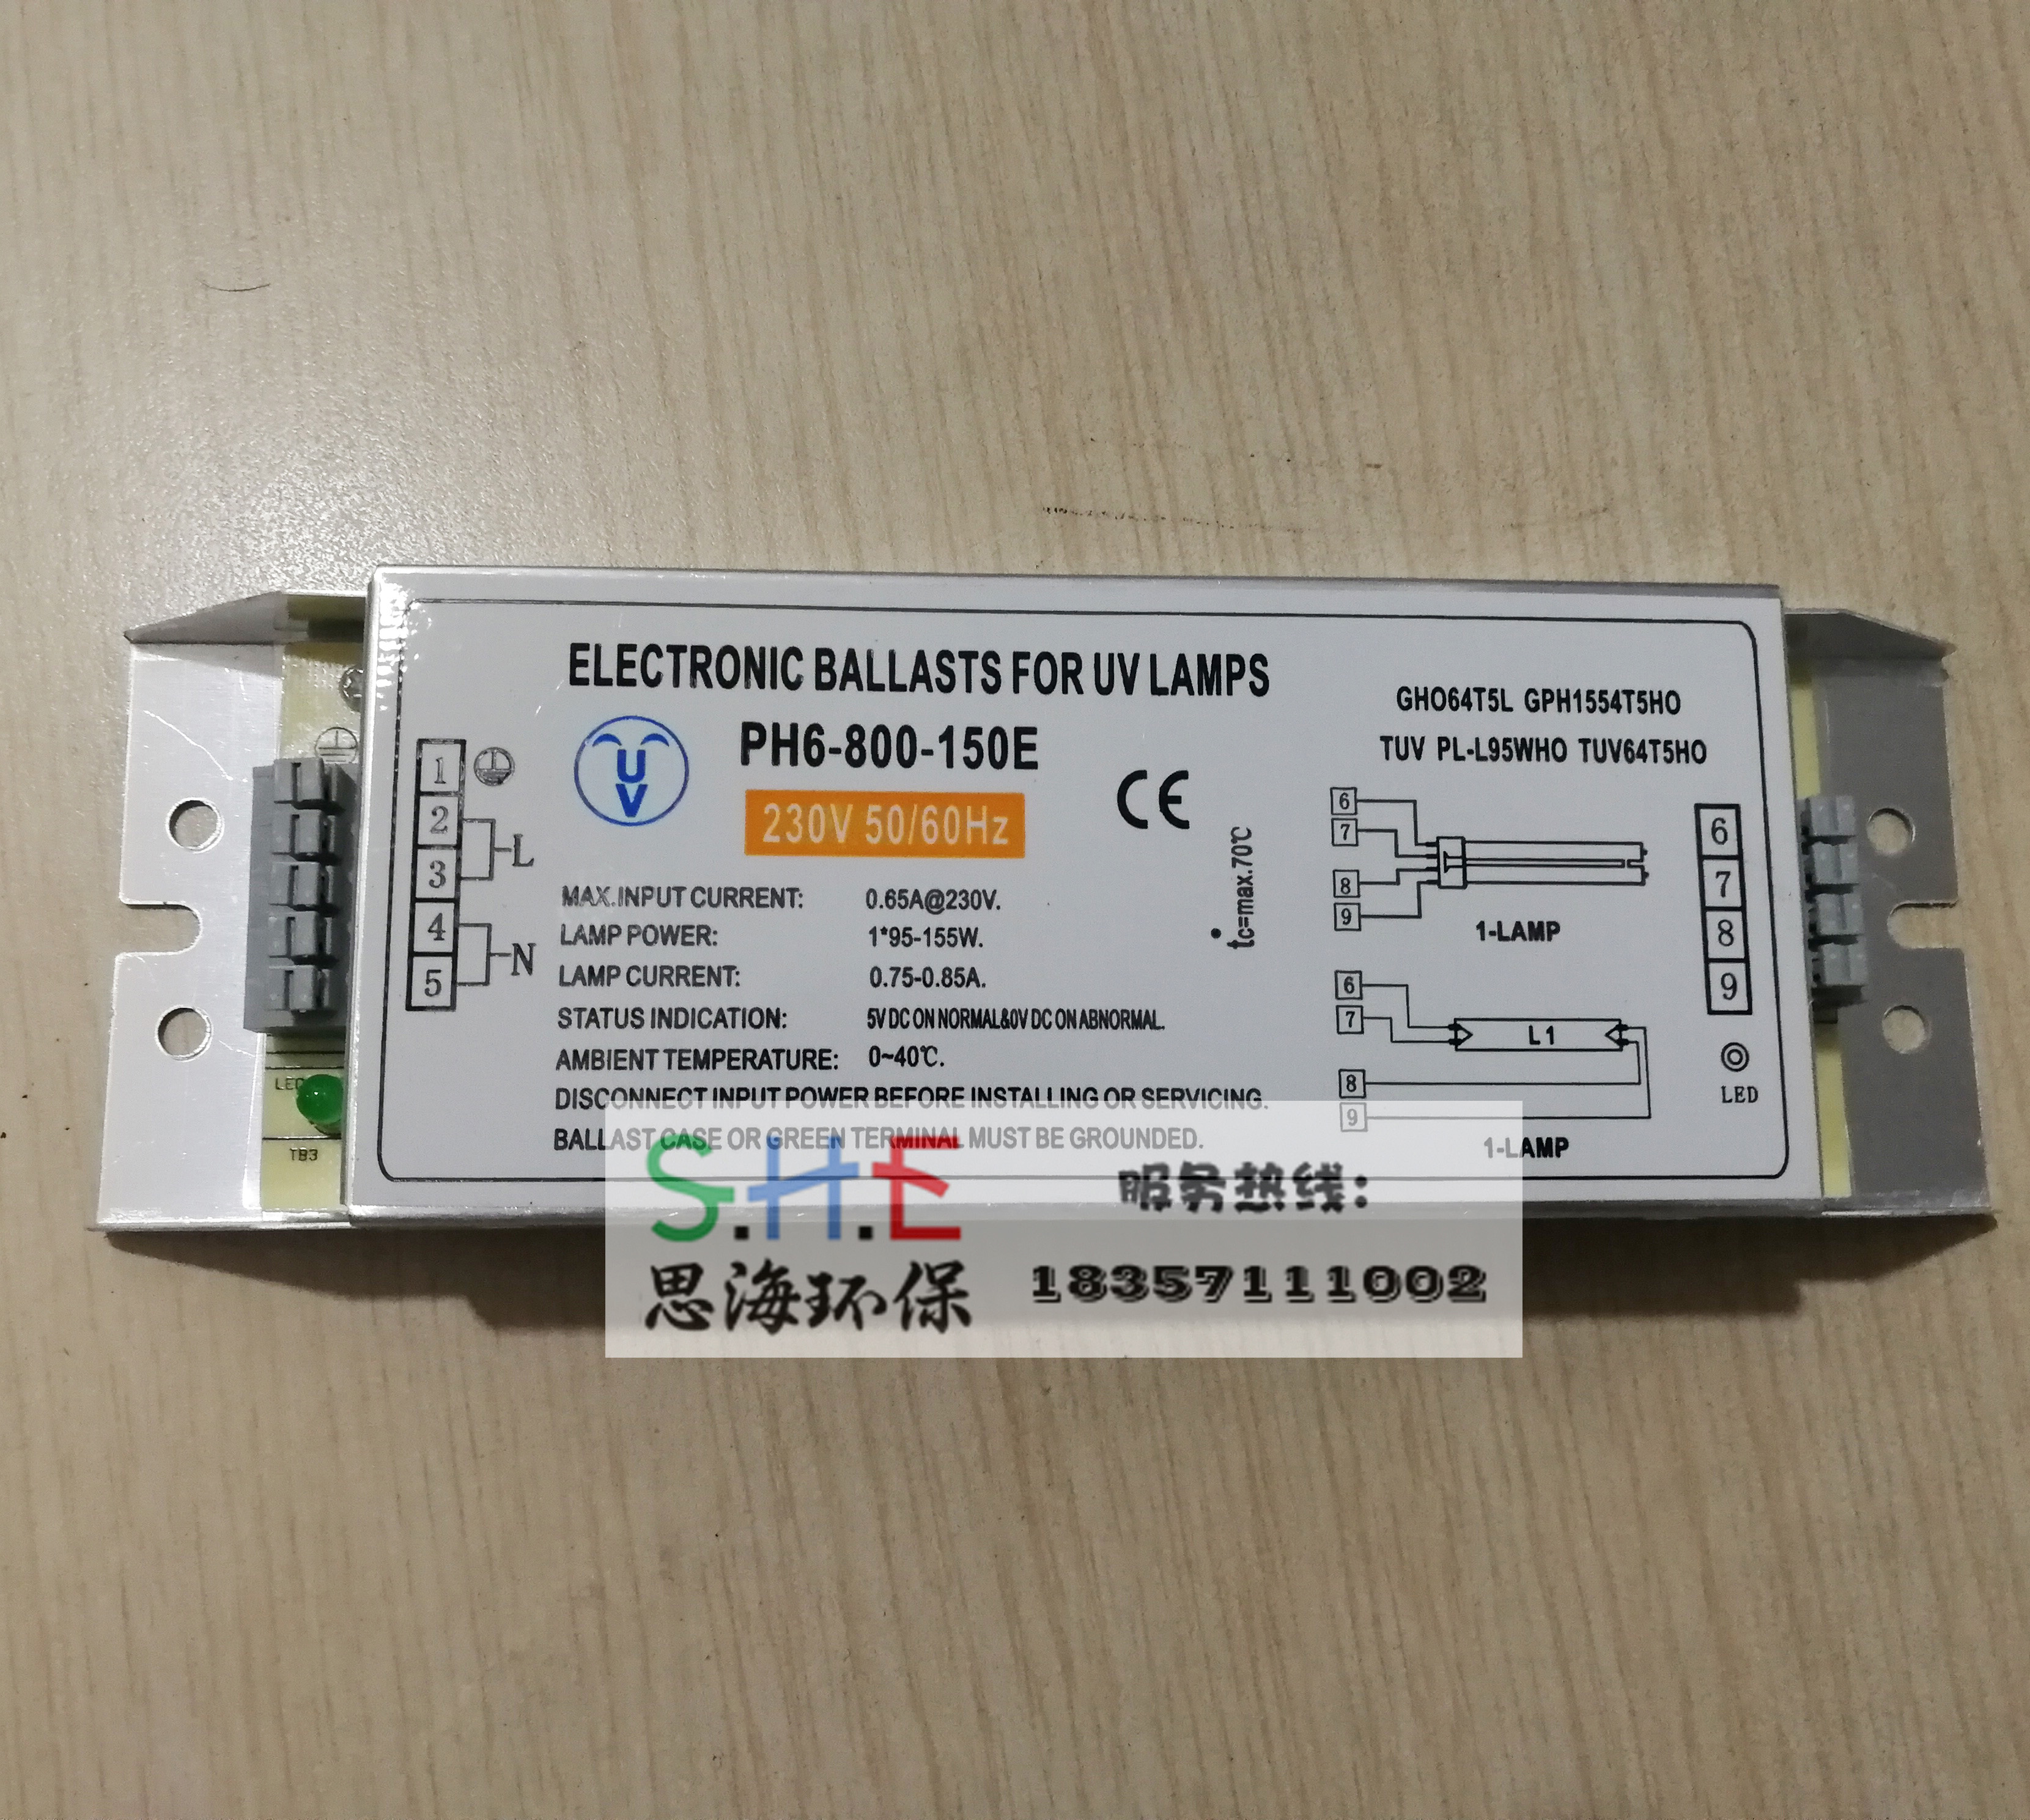 ELECTRONIC BALLASTS FOR UV LAMPS
UV
PH6-800-150E
230V 50/60Hz
CE
MAX.INPUT CURRENT: 0.65A@230V.
LAMP POWER: 1*95-155W.
LAMP CURRENT: 0.75-0.85A.
STATUS INDICATION: 5V DC ON NORMAL&0V DC ON ABNORMAL.
AMBIENT TEMPERATURE: 0~40℃.
DISCONNECT INPUT POWER BEFORE INSTALLING OR SERVICING.
BALLAST CASE OR GREEN TERMINAL MUST BE GROUNDED.
tc=max.70℃
1
2
3
4
5
L
N
GHO64T5L GPH1554T5HO
TUV PL-L95WHO TUV64T5HO
6
7
8
9
1-LAMP
6
7
8
9
L1
1-LAMP
6
7
8
9
LED
LED
TB3
S.H.E
思海环保
服务热线:
18357111002